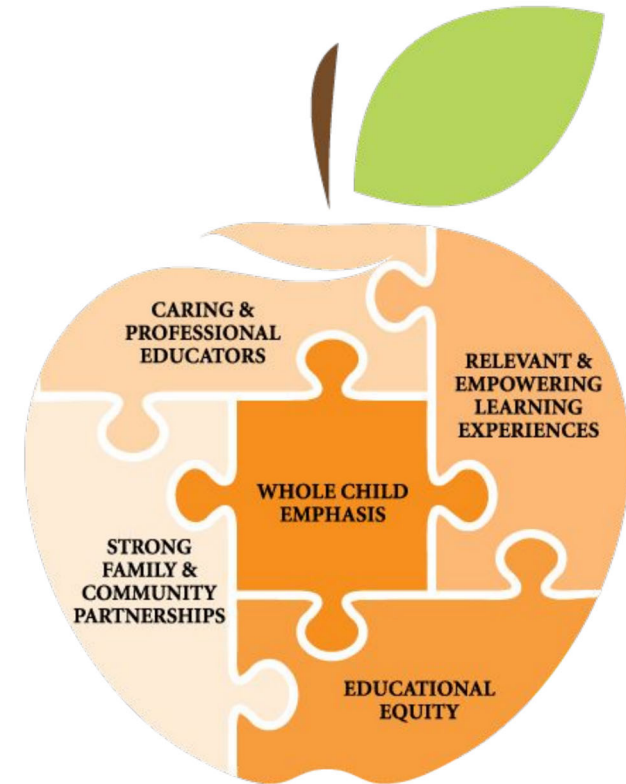 CARING &
PROFESSIONAL
EDUCATORS
RELEVANT &
EMPOWERING
LEARNING
EXPERIENCES
WHOLE CHILD
EMPHASIS
STRONG
FAMILY &
COMMUNITY
PARTNERSHIPS
EDUCATIONAL
EQUITY